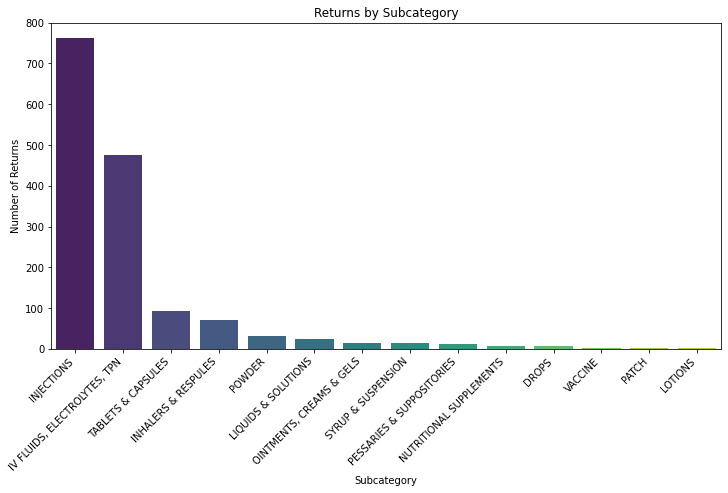 Returns by Subcategory
Number of Returns
800
700
600
500
400
300
200
100
0
INJECTIONS
IV FLUIDS, ELECTROLYTES, TPN
TABLETS & CAPSULES
INHALERS & RESPULES
POWDER
LIQUIDS & SOLUTIONS
OINTMENTS, CREAMS & GELS
SYRUP & SUSPENSION
PESSARIES & SUPPOSITORIES
NUTRITIONAL SUPPLEMENTS
DROPS
VACCINE
PATCH
LOTIONS
Subcategory